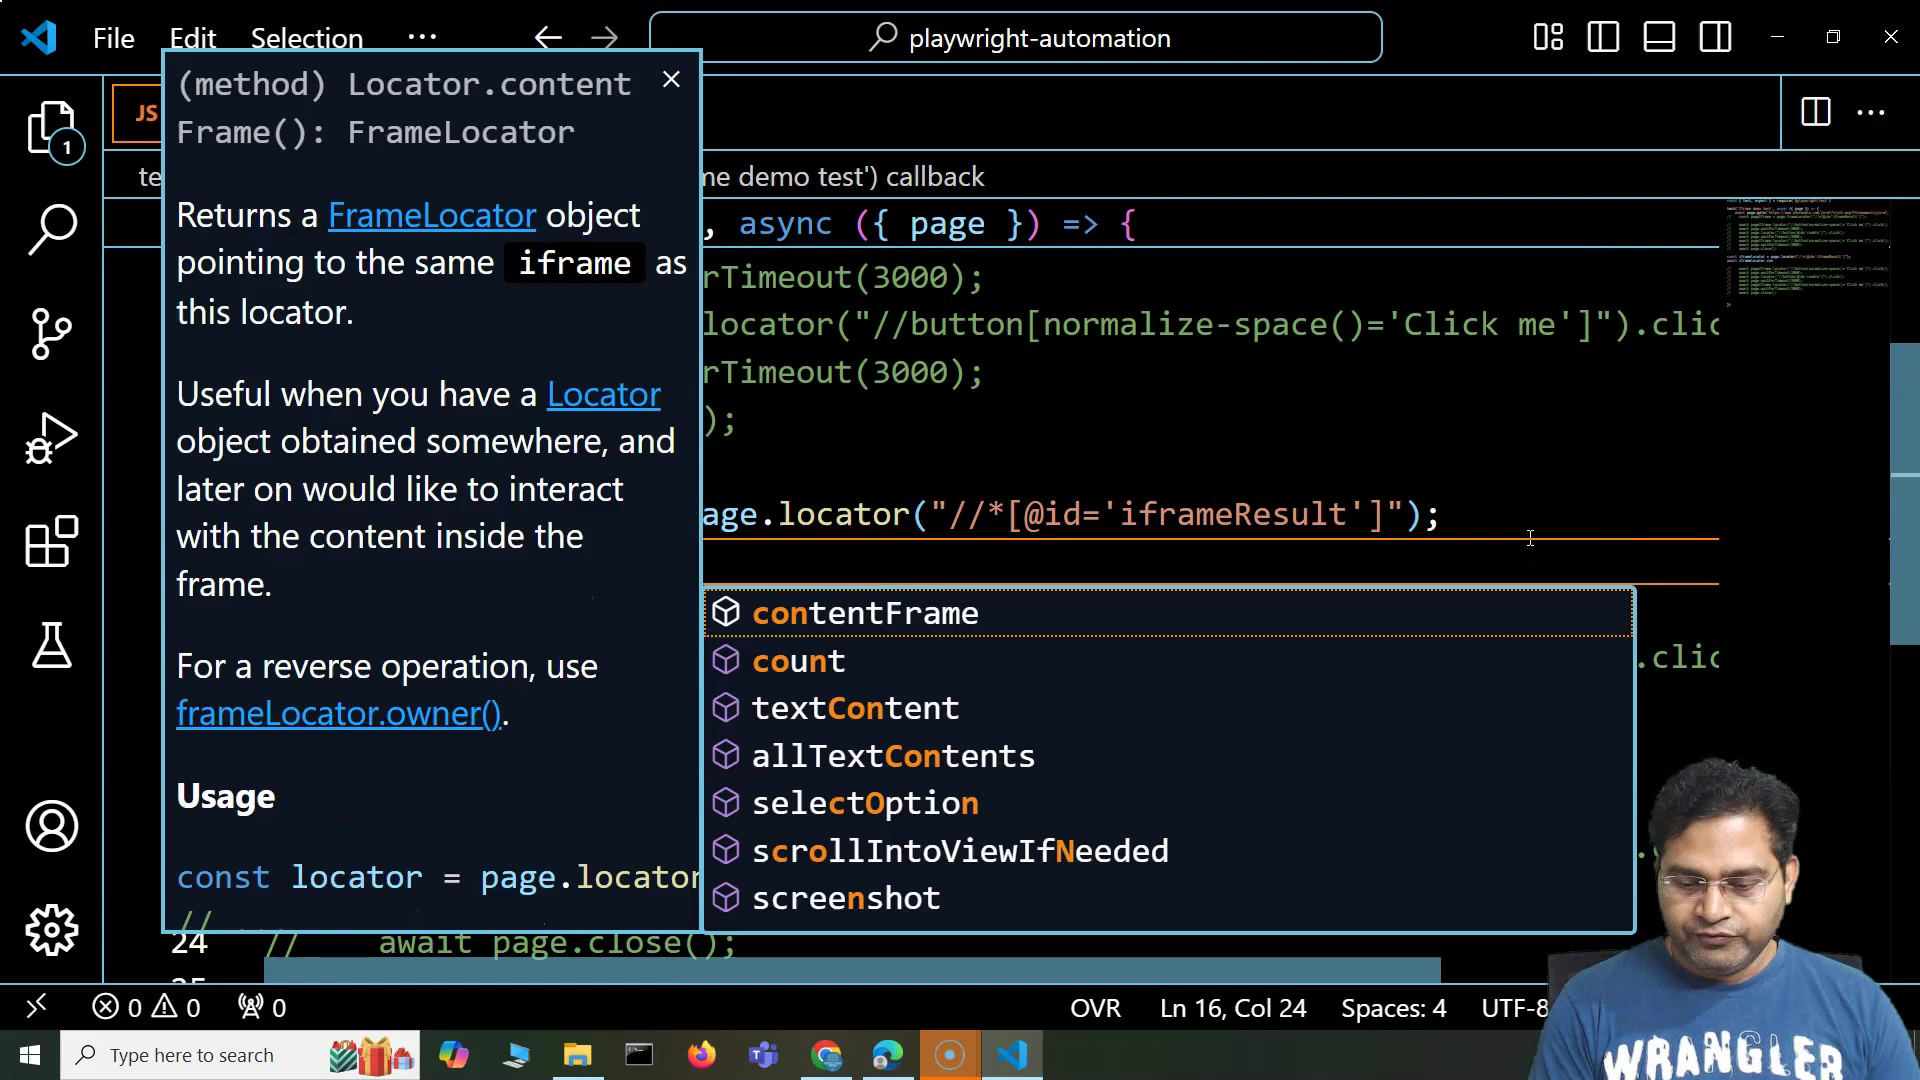 File Edit Selection ···
playwright-automation
JS
(method) Locator.content
Frame(): FrameLocator
Returns a FrameLocator object
pointing to the same iframe as
this locator.
Useful when you have a Locator
object obtained somewhere, and
later on would like to interact
with the content inside the
frame.
For a reverse operation, use
frameLocator.owner().
Usage
const locator = page.locator
//
te
me demo test') callback
, async ({ page }) => {
rTimeout(3000);
locator("//button[normalize-space()='Click me']").clic
rTimeout(3000);
);
age.locator("//*[@id='iframeResult']");
contentFrame
count
textContent
allTextContents
selectOption
scrollIntoViewIfNeeded
screenshot
.clic
24 // await page.close();
1
0 0 0
OVR Ln 16, Col 24 Spaces: 4 UTF-8
Type here to search
WRANGLER